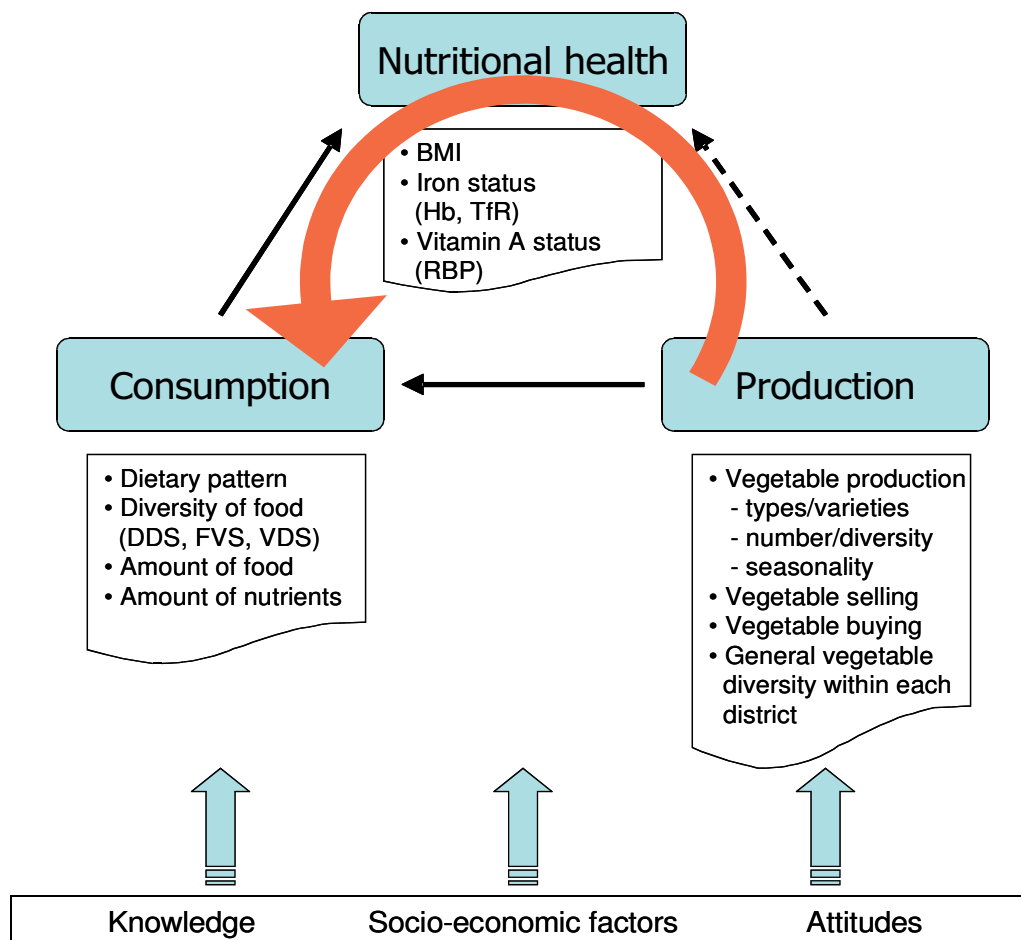 Nutritional health
• BMI
• Iron status
(Hb, TfR)
• Vitamin A status
(RBP)
Consumption
Production
• Dietary pattern
• Diversity of food
(DDS, FVS, VDS)
• Amount of food
• Amount of nutrients
• Vegetable production
- types/varieties
- number/diversity
- seasonality
• Vegetable selling
• Vegetable buying
• General vegetable
diversity within each
district
Knowledge
Socio-economic factors
Attitudes